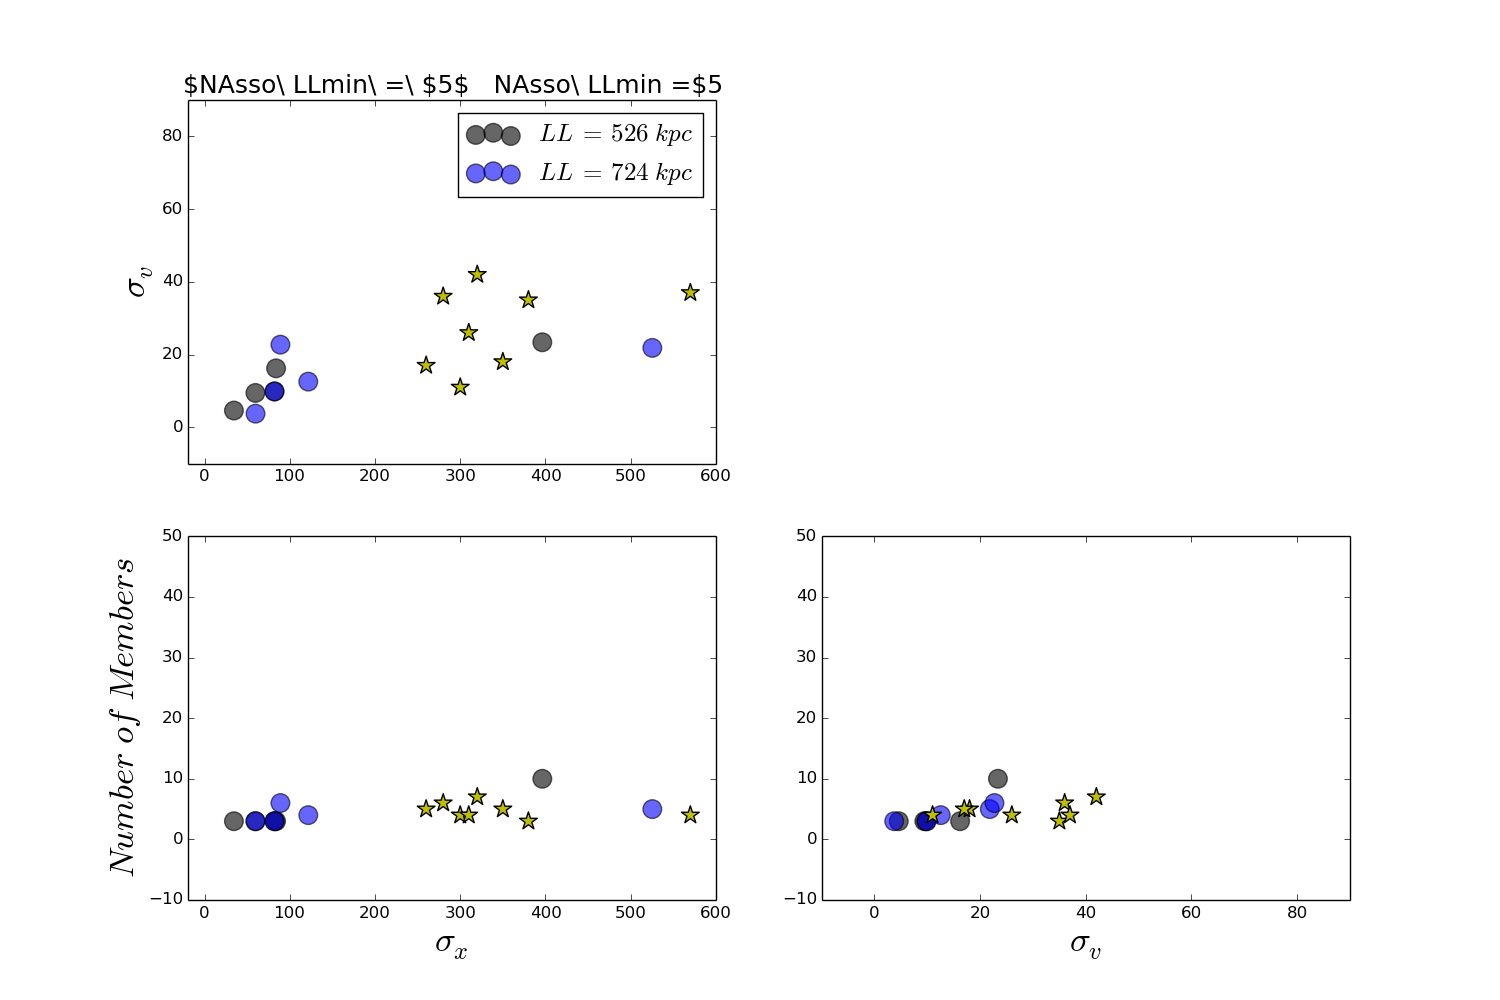 $NAsso\ LLmin\ =\ $5$   NAsso\ LLmin =$5
LL = 526 kpc
LL = 724 kpc
σ_v
80
60
40
20
0
0 100 200 300 400 500 600
Number of Members
50
40
30
20
10
0
−10
0 100 200 300 400 500 600
σ_x
50
40
30
20
10
0
−10
0 20 40 60 80
σ_v